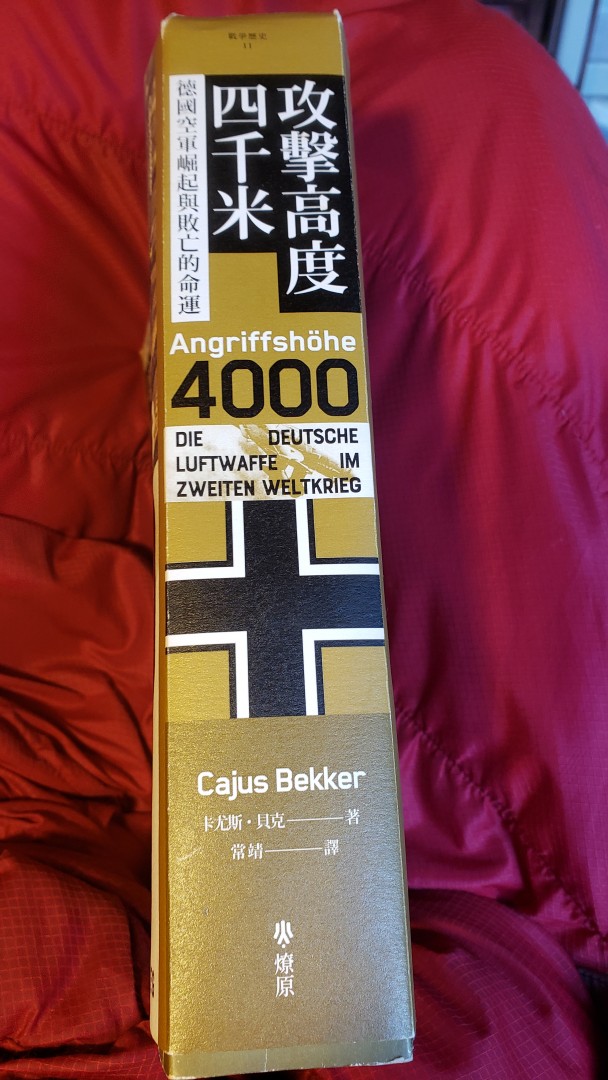 戰爭歷史
11
攻擊高度
四千米
德國空軍崛起與敗亡的命運
Angriffshöhe
4000
DIE DEUTSCHE
LUFTWAFFE IM
ZWEITEN WELTKRIEG
Cajus Bekker
卡尤斯·貝克——著
常靖——譯
燎原